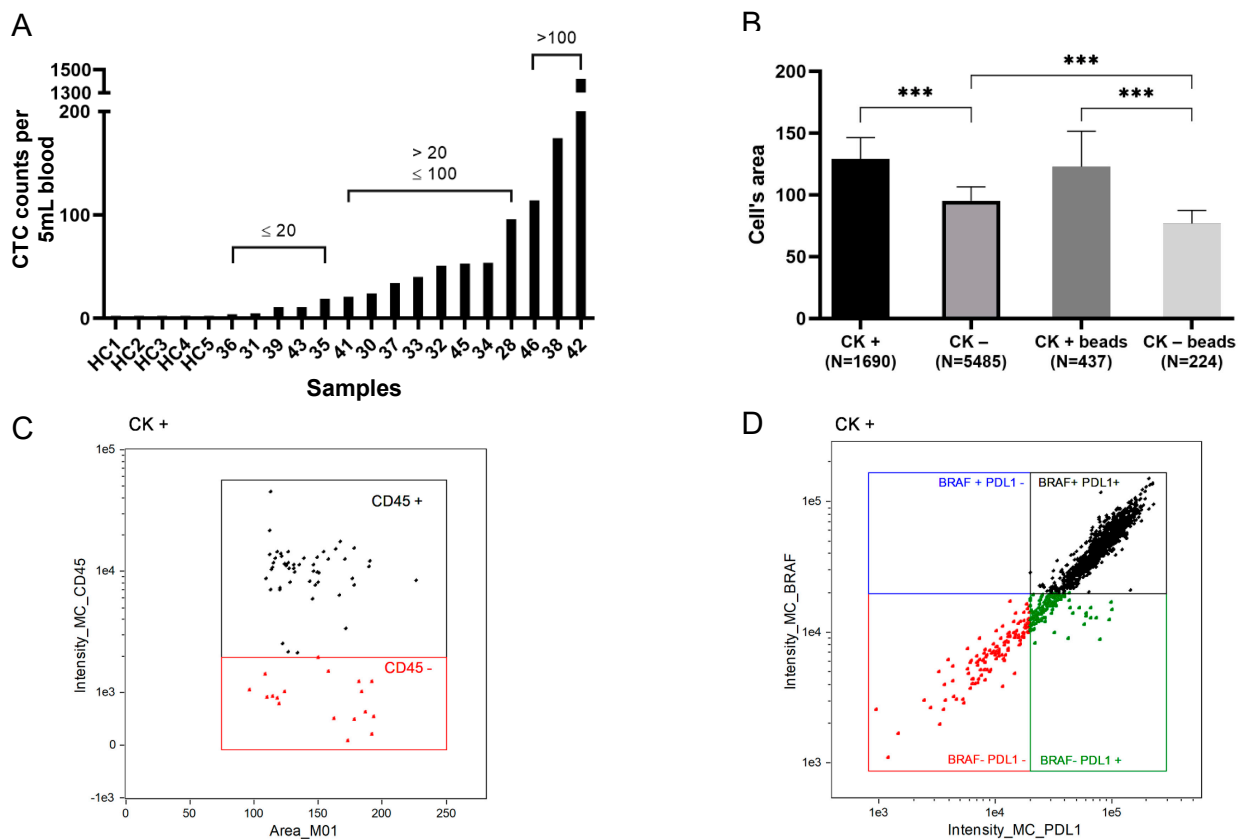 A
CTC counts per
5mL blood
1500
1300
200
100
0
≤ 20
> 20
≤ 100
>100
HC1 HC2 HC3 HC4 HC5 36 31 39 43 35 41 30 37 33 32 45 34 28 46 38 42
Samples
B
Cell's area
200
150
100
50
0
*** *** ***
CK + CK – CK + beads CK – beads
(N=1690) (N=5485) (N=437) (N=224)
C
CK +
Intensity_MC_CD45
1e5
1e4
1e3
0
-1e3
CD45 +
CD45 -
0 50 100 150 200 250
Area_M01
D
CK +
Intensity_MC_BRAF
1e5
1e4
1e3
BRAF + PDL1 -
BRAF+ PDL1+
BRAF- PDL1 -
BRAF- PDL1 +
1e3 1e4 1e5
Intensity_MC_PDL1